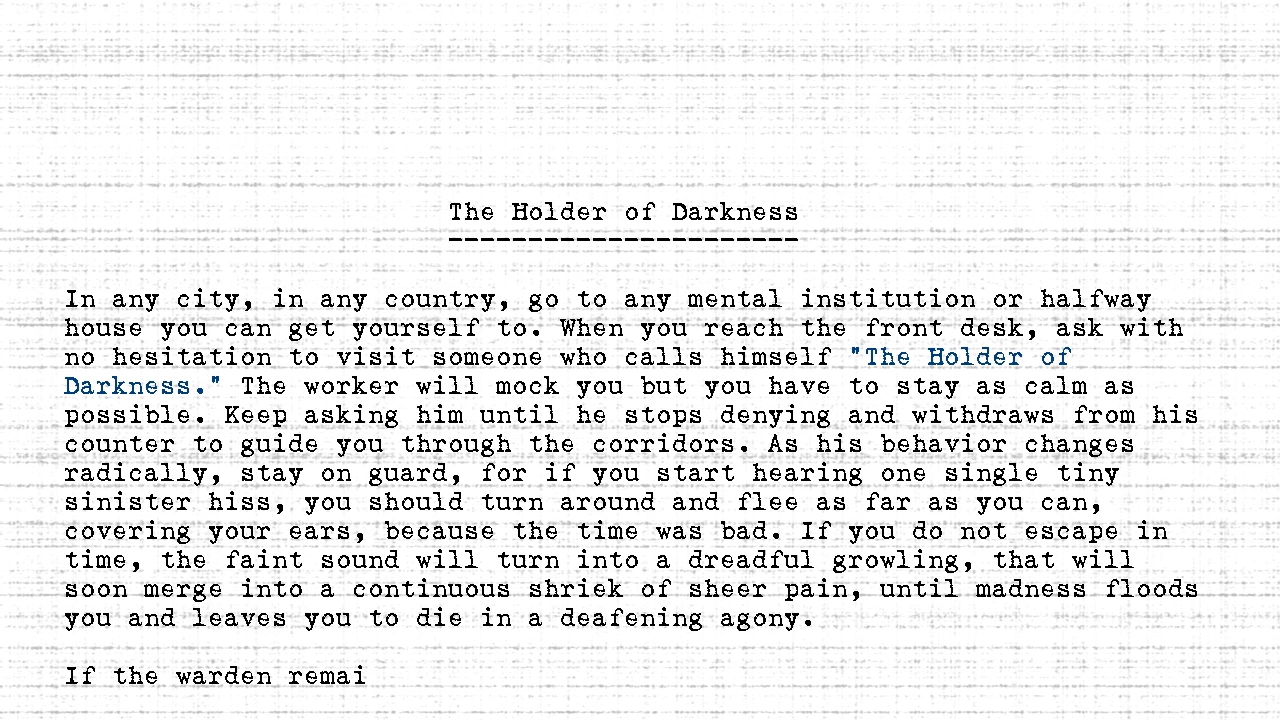 The Holder of Darkness
----------------------
In any city, in any country, go to any mental institution or halfway
house you can get yourself to. When you reach the front desk, ask with
no hesitation to visit someone who calls himself "The Holder of
Darkness." The worker will mock you but you have to stay as calm as
possible. Keep asking him until he stops denying and withdraws from his
counter to guide you through the corridors. As his behavior changes
radically, stay on guard, for if you start hearing one single tiny
sinister hiss, you should turn around and flee as far as you can,
covering your ears, because the time was bad. If you do not escape in
time, the faint sound will turn into a dreadful growling, that will
soon merge into a continuous shriek of sheer pain, until madness floods
you and leaves you to die in a deafening agony.
If the warden remai